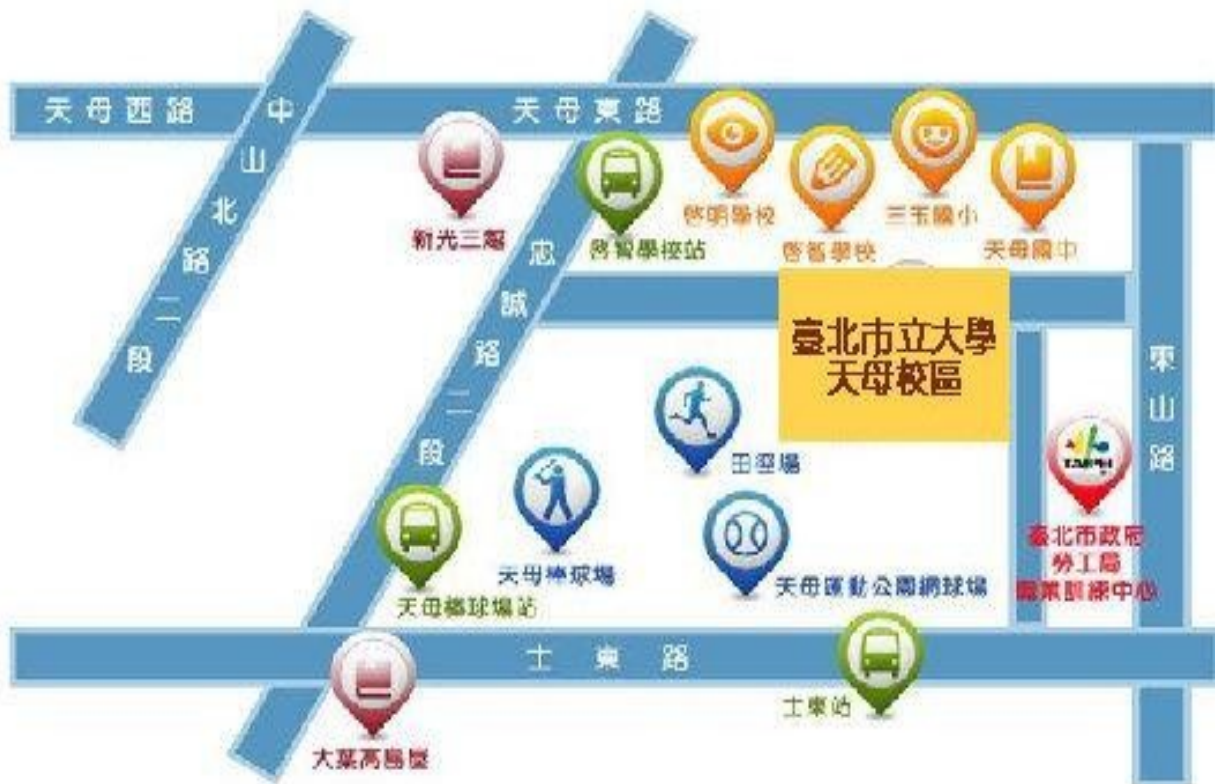 天母西路
天母東路
中山北路二段
新光三越
啓智學校站
啓明學校
啓智學校
三玉國小
天母國中
忠誠路二段
臺北市立大學
天母校區
東山路
田徑場
臺北市政府
勞工局
職業訓練中心
天母棒球場
天母運動公園網球場
天母棒球場站
士東路
士東站
大葉高島屋